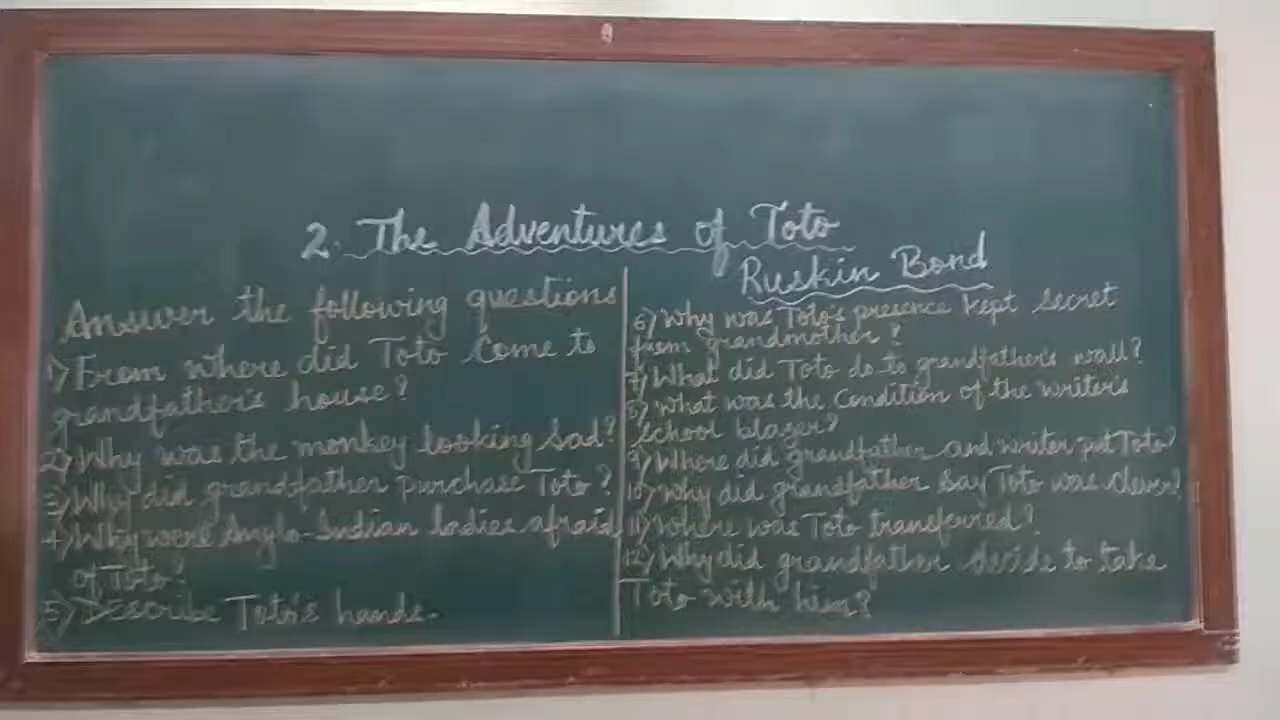 2. The Adventures of Toto
Ruskin Bond
Answer the following questions
1) From where did Toto come to
grandfather's house?
2) Why was the monkey looking sad?
3) Why did grandfather purchase Toto?
4) Why were Anglo-Indian ladies afraid
of Toto?
5) Describe Toto's hands.
6) Why was Toto's presence kept secret
from grandmother?
7) What did Toto do to grandfather's wall?
8) What was the condition of the writer's
school blazer?
9) Where did grandfather and writer put Toto?
10) Why did grandfather say Toto was clever?
11) Where was Toto transferred?
12) Why did grandfather decide to take
Toto with him?